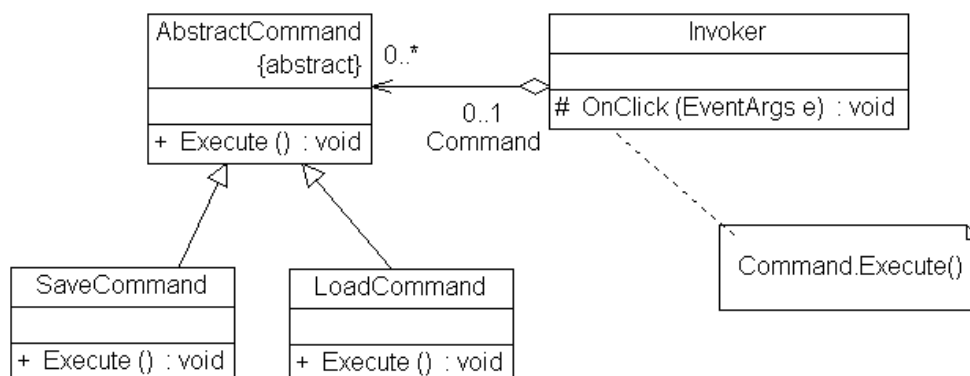 AbstractCommand
{abstract}
+ Execute () : void
0..*
0..1
Command
Invoker
# OnClick (EventArgs e) : void
Command.Execute()
SaveCommand
+ Execute () : void
LoadCommand
+ Execute () : void